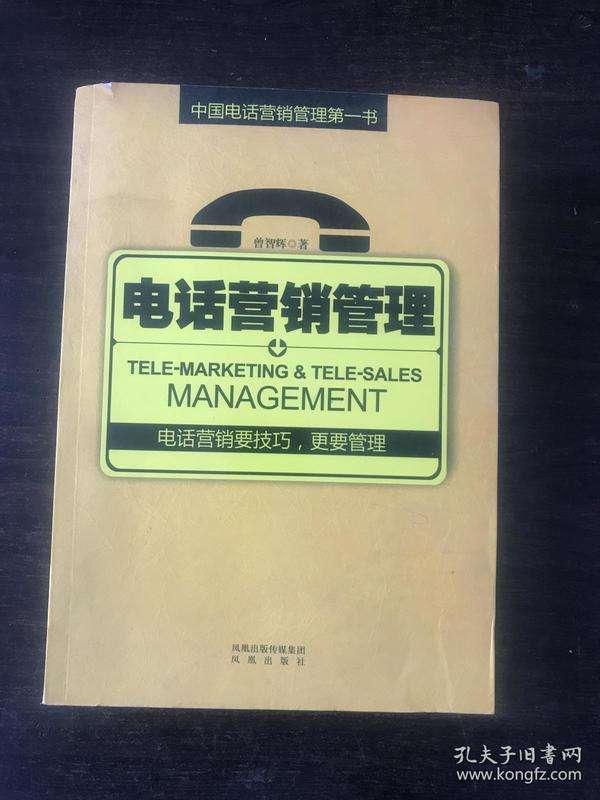 中国电话营销管理第一书
曾智辉 著
电话营销管理
TELE-MARKETING & TELE-SALES
MANAGEMENT
电话营销要技巧，更要管理
凤凰出版传媒集团
凤凰出版社
孔夫子旧书网
www.kongfz.com